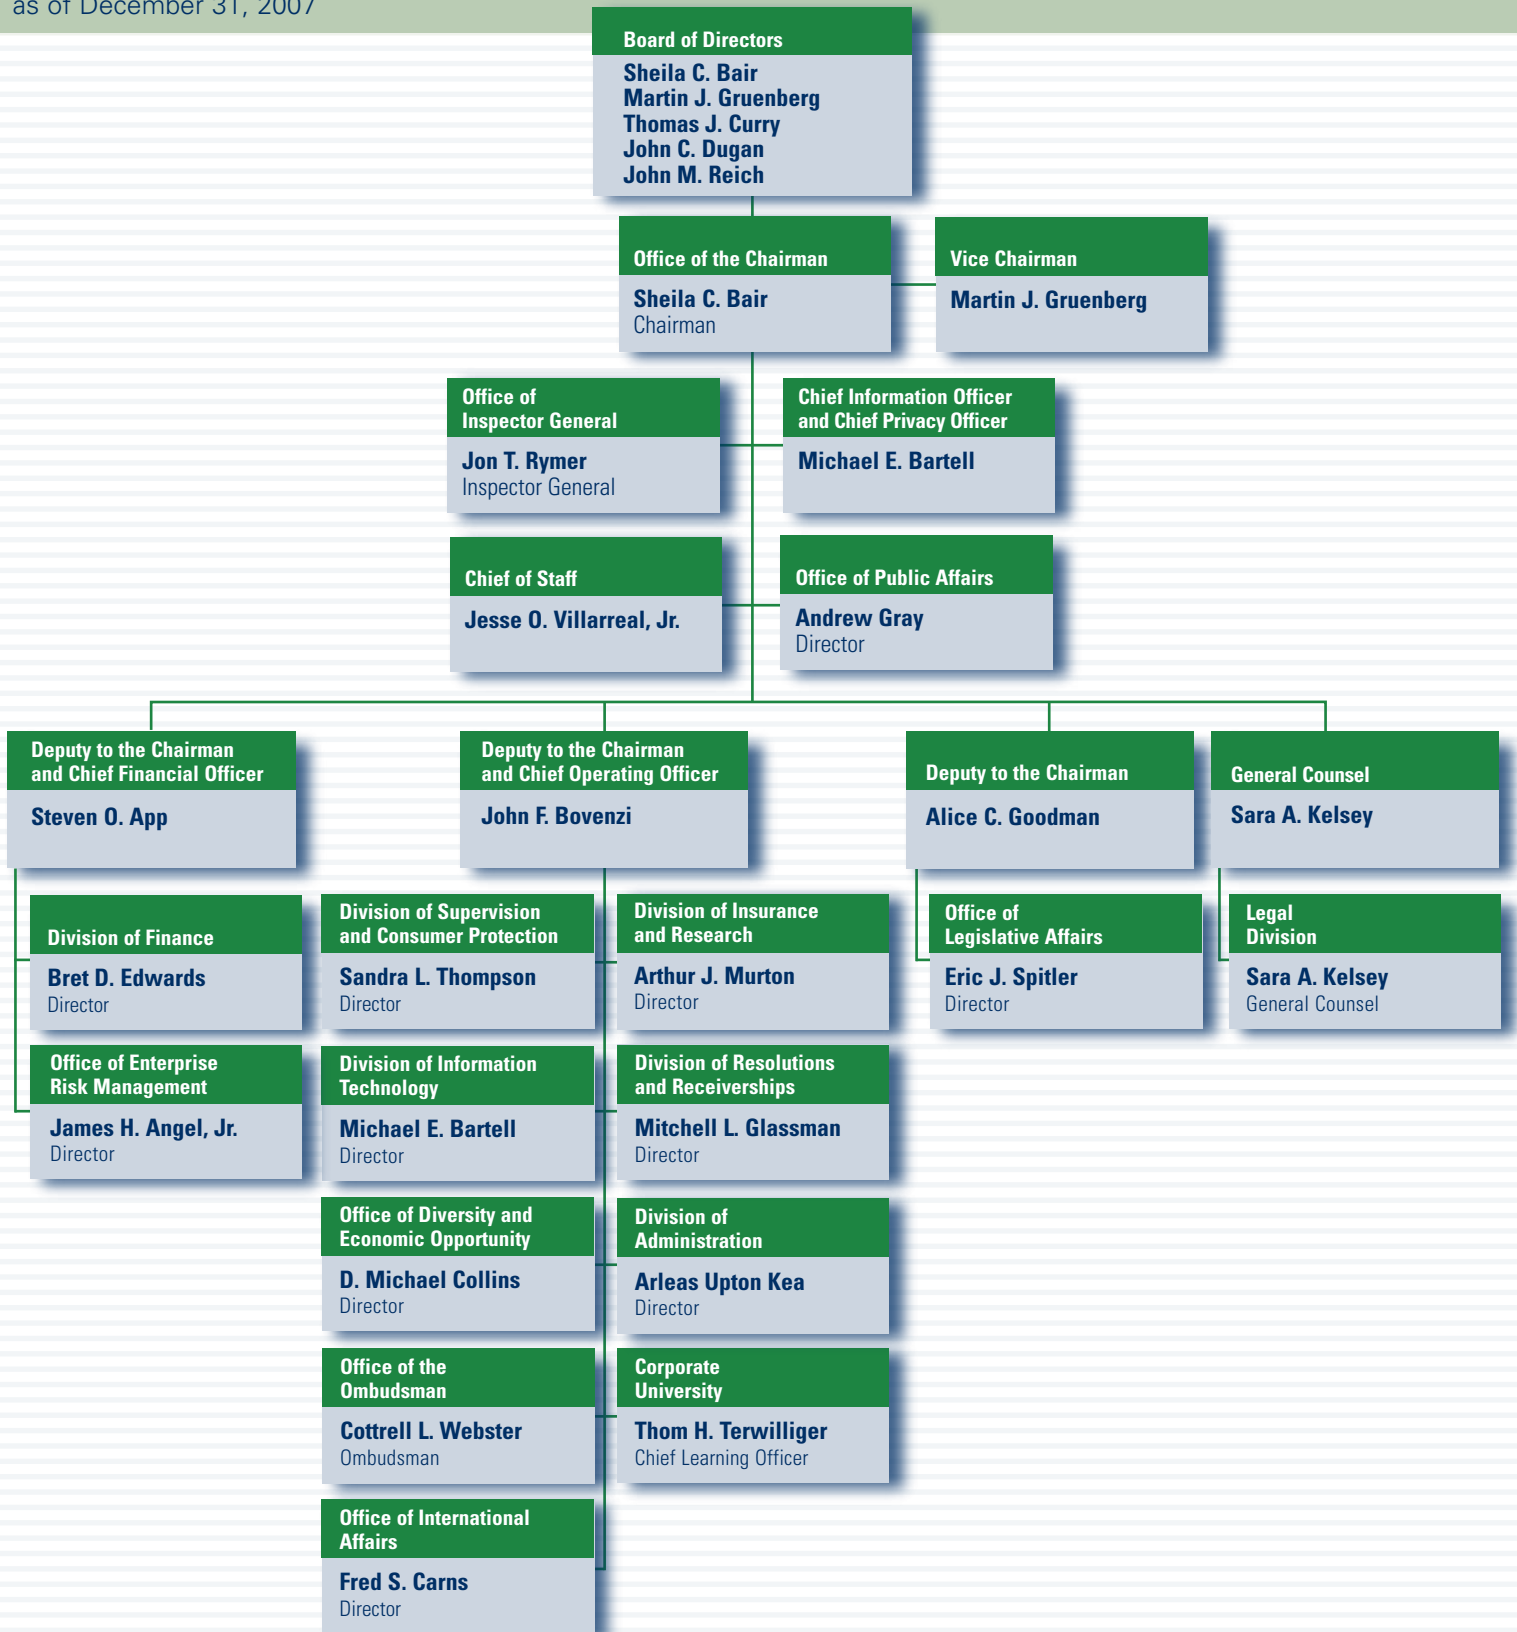 as of December 31, 2007
Board of Directors
Sheila C. Bair
Martin J. Gruenberg
Thomas J. Curry
John C. Dugan
John M. Reich
Office of the Chairman
Sheila C. Bair
Chairman
Vice Chairman
Martin J. Gruenberg
Office of
Inspector General
Jon T. Rymer
Inspector General
Chief Information Officer
and Chief Privacy Officer
Michael E. Bartell
Chief of Staff
Jesse O. Villarreal, Jr.
Office of Public Affairs
Andrew Gray
Director
Deputy to the Chairman
and Chief Financial Officer
Steven O. App
Deputy to the Chairman
and Chief Operating Officer
John F. Bovenzi
Deputy to the Chairman
Alice C. Goodman
General Counsel
Sara A. Kelsey
Division of Finance
Bret D. Edwards
Director
Division of Supervision
and Consumer Protection
Sandra L. Thompson
Director
Division of Insurance
and Research
Arthur J. Murton
Director
Office of
Legislative Affairs
Eric J. Spitler
Director
Legal
Division
Sara A. Kelsey
General Counsel
Office of Enterprise
Risk Management
James H. Angel, Jr.
Director
Division of Information
Technology
Michael E. Bartell
Director
Division of Resolutions
and Receiverships
Mitchell L. Glassman
Director
Office of Diversity and
Economic Opportunity
D. Michael Collins
Director
Division of
Administration
Arleas Upton Kea
Director
Office of the
Ombudsman
Cottrell L. Webster
Ombudsman
Corporate
University
Thom H. Terwilliger
Chief Learning Officer
Office of International
Affairs
Fred S. Carns
Director